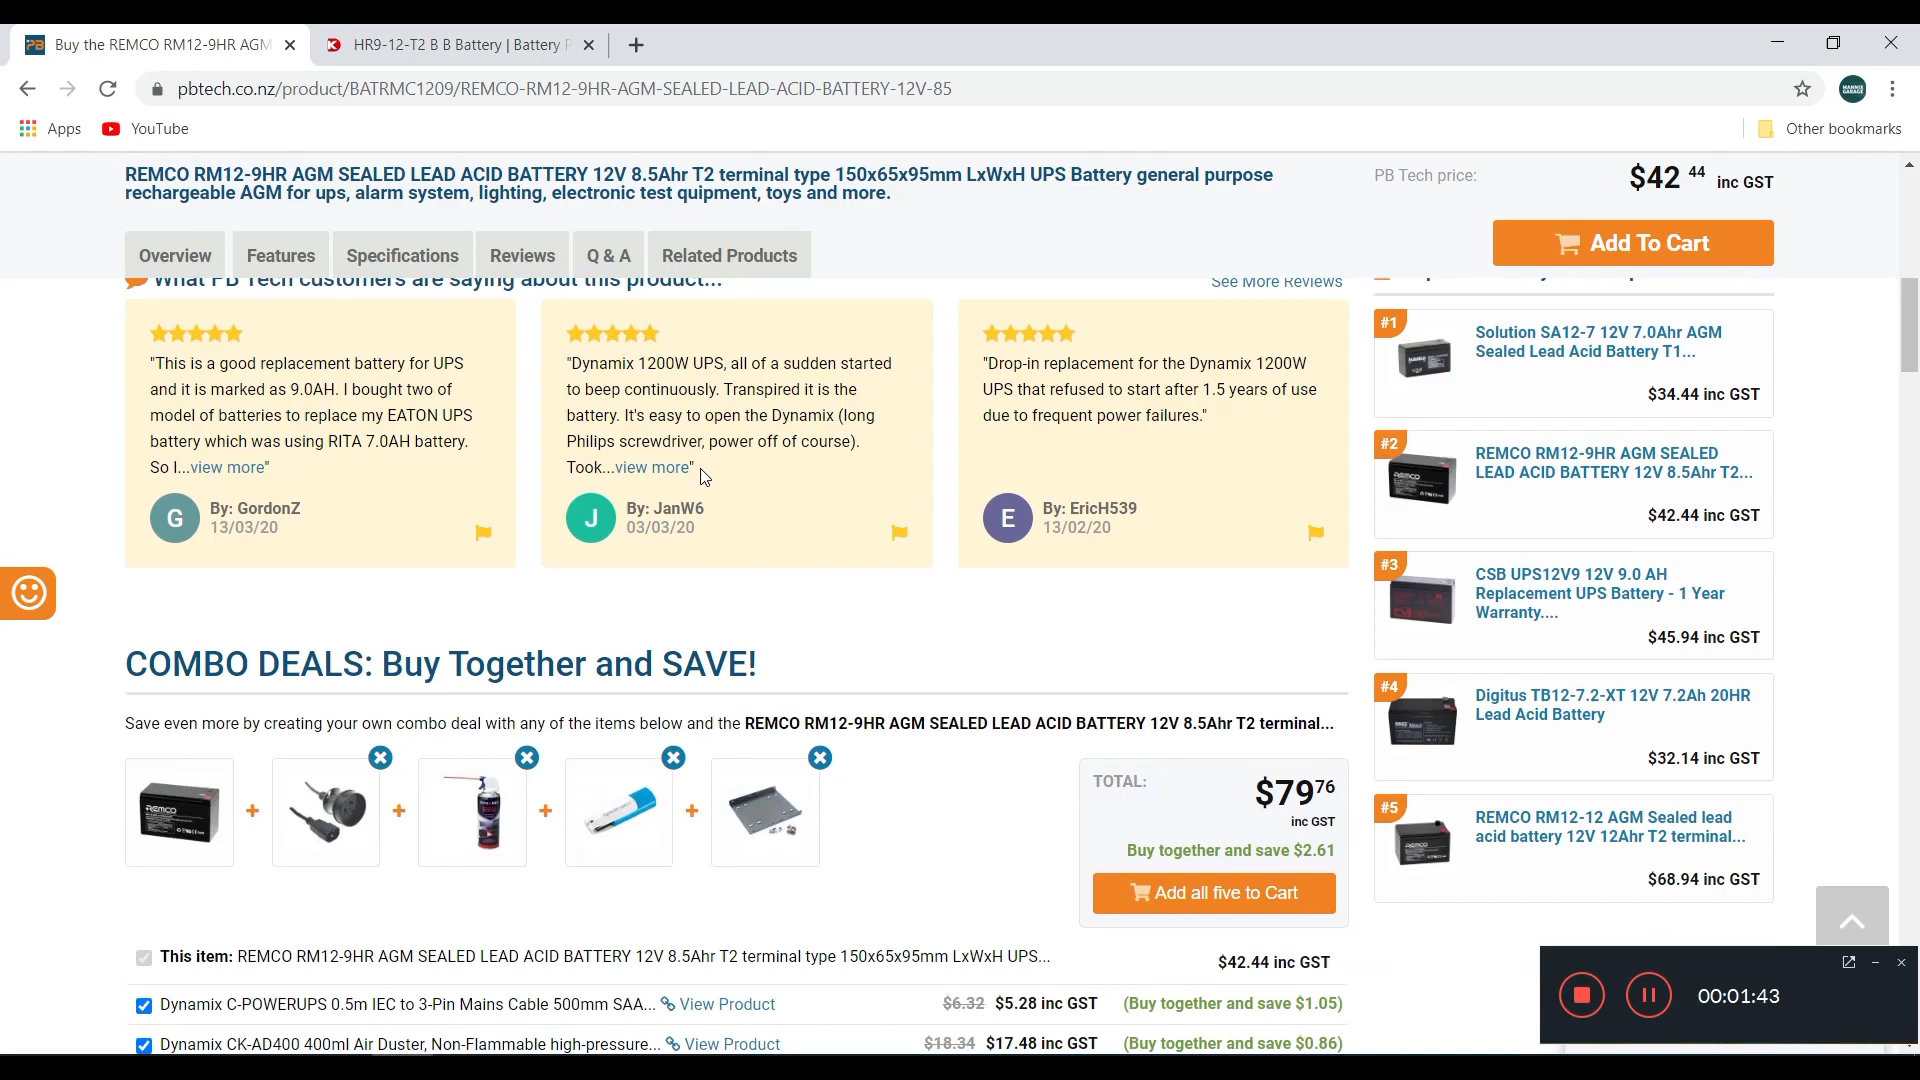 Buy the REMCO RM12-9HR AGM
HR9-12-T2 B B Battery | Battery P
pbtech.co.nz/product/BATRMC1209/REMCO-RM12-9HR-AGM-SEALED-LEAD-ACID-BATTERY-12V-85
MANNIX
GARAGE
Apps
YouTube
Other bookmarks
REMCO RM12-9HR AGM SEALED LEAD ACID BATTERY 12V 8.5Ahr T2 terminal type 150x65x95mm LxWxH UPS Battery general purpose
rechargeable AGM for ups, alarm system, lighting, electronic test quipment, toys and more.
PB Tech price:
$42 44 inc GST
Add To Cart
Overview
Features
Specifications
Reviews
Q & A
Related Products
What PB Tech customers are saying about this product...
See More Reviews
"This is a good replacement battery for UPS
and it is marked as 9.0AH. I bought two of
model of batteries to replace my EATON UPS
battery which was using RITA 7.0AH battery.
So I...view more"
G
By: GordonZ
13/03/20
"Dynamix 1200W UPS, all of a sudden started
to beep continuously. Transpired it is the
battery. It's easy to open the Dynamix (long
Philips screwdriver, power off of course).
Took...view more"
J
By: JanW6
03/03/20
"Drop-in replacement for the Dynamix 1200W
UPS that refused to start after 1.5 years of use
due to frequent power failures."
E
By: EricH539
13/02/20
#1
Solution SA12-7 12V 7.0Ahr AGM
Sealed Lead Acid Battery T1...
$34.44 inc GST
#2
REMCO
REMCO RM12-9HR AGM SEALED
LEAD ACID BATTERY 12V 8.5Ahr T2...
$42.44 inc GST
#3
CSB UPS12V9 12V 9.0 AH
Replacement UPS Battery - 1 Year
Warranty....
$45.94 inc GST
#4
Digitus TB12-7.2-XT 12V 7.2Ah 20HR
Lead Acid Battery
$32.14 inc GST
#5
REMCO
REMCO RM12-12 AGM Sealed lead
acid battery 12V 12Ahr T2 terminal...
$68.94 inc GST
COMBO DEALS: Buy Together and SAVE!
Save even more by creating your own combo deal with any of the items below and the REMCO RM12-9HR AGM SEALED LEAD ACID BATTERY 12V 8.5Ahr T2 terminal...
REMCO
+
+
+
+
TOTAL:
$79 76
inc GST
Buy together and save $2.61
Add all five to Cart
This item: REMCO RM12-9HR AGM SEALED LEAD ACID BATTERY 12V 8.5Ahr T2 terminal type 150x65x95mm LxWxH UPS...
$42.44 inc GST
Dynamix C-POWERUPS 0.5m IEC to 3-Pin Mains Cable 500mm SAA... View Product
$6.32 $5.28 inc GST (Buy together and save $1.05)
Dynamix CK-AD400 400ml Air Duster, Non-Flammable high-pressure... View Product
$18.34 $17.48 inc GST (Buy together and save $0.86)
00:01:43